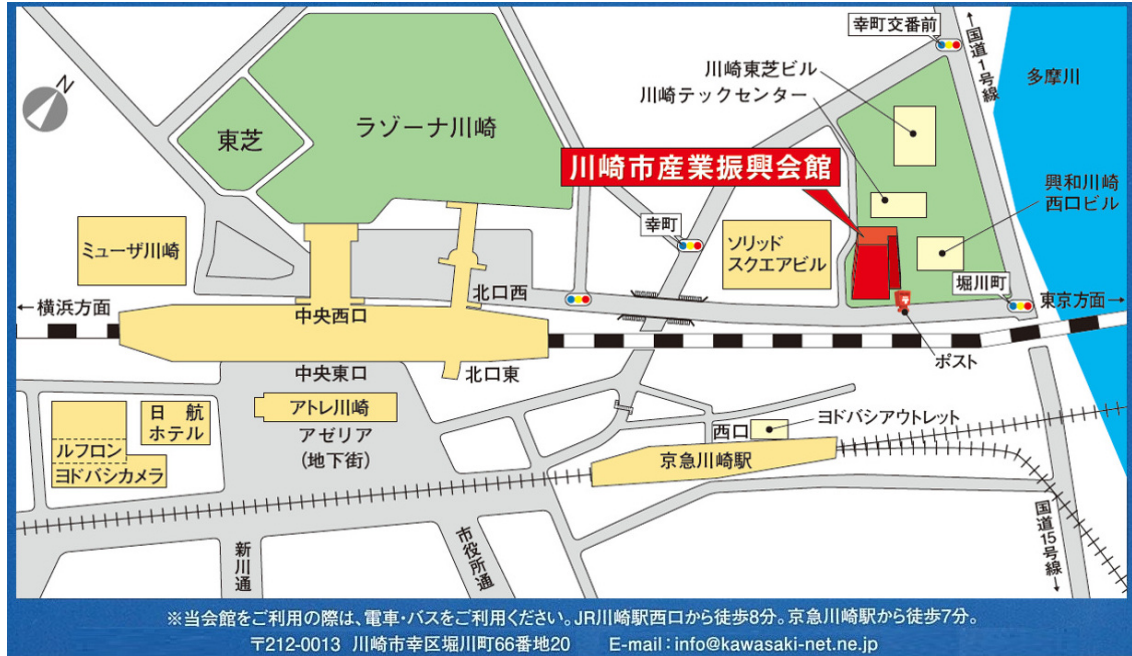 幸町交番前
←国道1号線
多摩川
川崎東芝ビル
川崎テックセンター
N
東芝
ラゾーナ川崎
川崎市産業振興会館
興和川崎
西口ビル
ミューザ川崎
幸町
ソリッド
スクエアビル
堀川町
←横浜方面
中央西口
北口西
東京方面→
ポスト
中央東口
北口東
アトレ川崎
日航
ホテル
ルフロン
ヨドバシカメラ
アゼリア
(地下街)
西口
ヨドバシアウトレット
京急川崎駅
新川通
市役所通
国道15号線→
※当会館をご利用の際は、電車・バスをご利用ください。JR川崎駅西口から徒歩8分。京急川崎駅から徒歩7分。
〒212-0013 川崎市幸区堀川町66番地20 E-mail:info@kawasaki-net.ne.jp